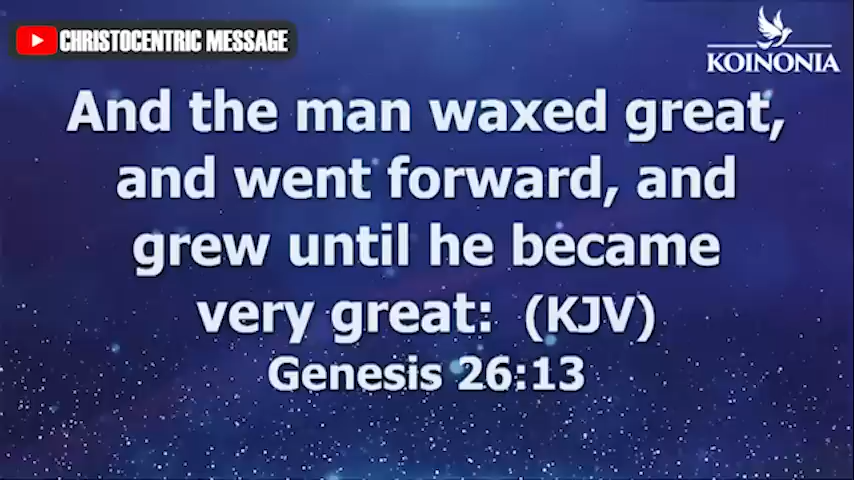 CHRISTOCENTRIC MESSAGE
KOINONIA
And the man waxed great,
and went forward, and
grew until he became
very great: (KJV)
Genesis 26:13